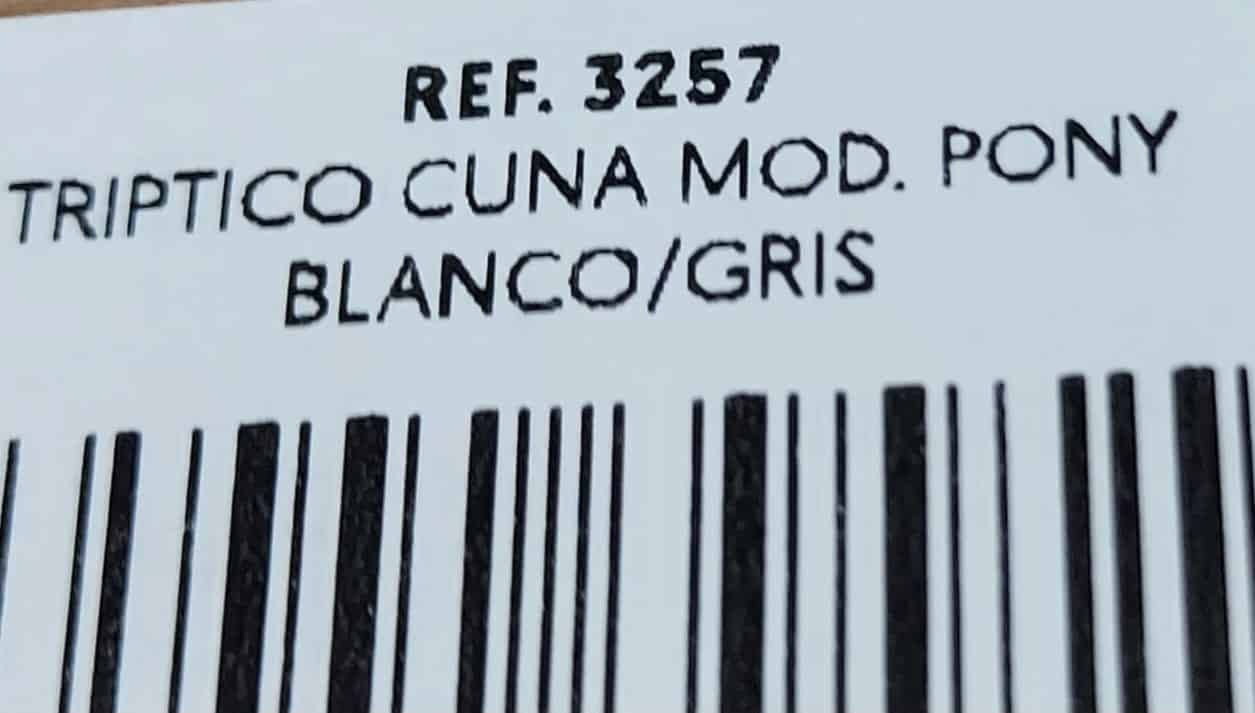 REF. 3257
TRIPTICO CUNA MOD. PONY
BLANCO/GRIS